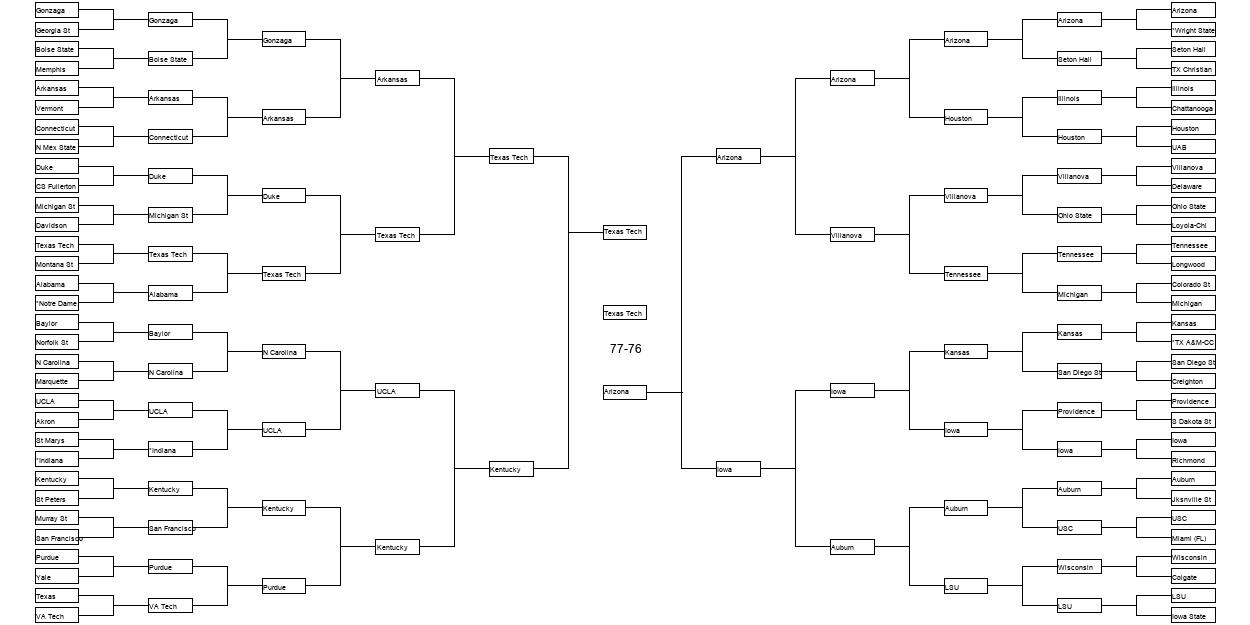 Gonzaga
Georgia St
Boise State
Memphis
Arkansas
Vermont
Connecticut
N Mex State
Duke
CS Fullerton
Michigan St
Davidson
Texas Tech
Montana St
Alabama
*Notre Dame
Baylor
Norfolk St
N Carolina
Marquette
UCLA
Akron
St Marys
*Indiana
Kentucky
St Peters
Murray St
San Francisco
Purdue
Yale
Texas
VA Tech
Gonzaga
Boise State
Arkansas
Connecticut
Duke
Michigan St
Texas Tech
Alabama
Baylor
N Carolina
UCLA
*Indiana
Kentucky
San Francisco
Purdue
VA Tech
Gonzaga
Arkansas
Duke
Texas Tech
N Carolina
UCLA
Kentucky
Purdue
Arkansas
Texas Tech
UCLA
Kentucky
Texas Tech
Kentucky
Texas Tech
Texas Tech
77-76
Arizona
Arizona
Iowa
Arizona
Villanova
Iowa
Auburn
Arizona
Houston
Villanova
Tennessee
Kansas
Iowa
Auburn
LSU
Arizona
Seton Hall
Illinois
Houston
Villanova
Ohio State
Tennessee
Michigan
Kansas
San Diego St
Providence
Iowa
Auburn
USC
Wisconsin
LSU
Arizona
*Wright State
Seton Hall
TX Christian
Illinois
Chattanooga
Houston
UAB
Villanova
Delaware
Ohio State
Loyola-Chi
Tennessee
Longwood
Colorado St
Michigan
Kansas
*TX A&M-CC
San Diego St
Creighton
Providence
S Dakota St
Iowa
Richmond
Auburn
Jksnville St
USC
Miami (FL)
Wisconsin
Colgate
LSU
Iowa State